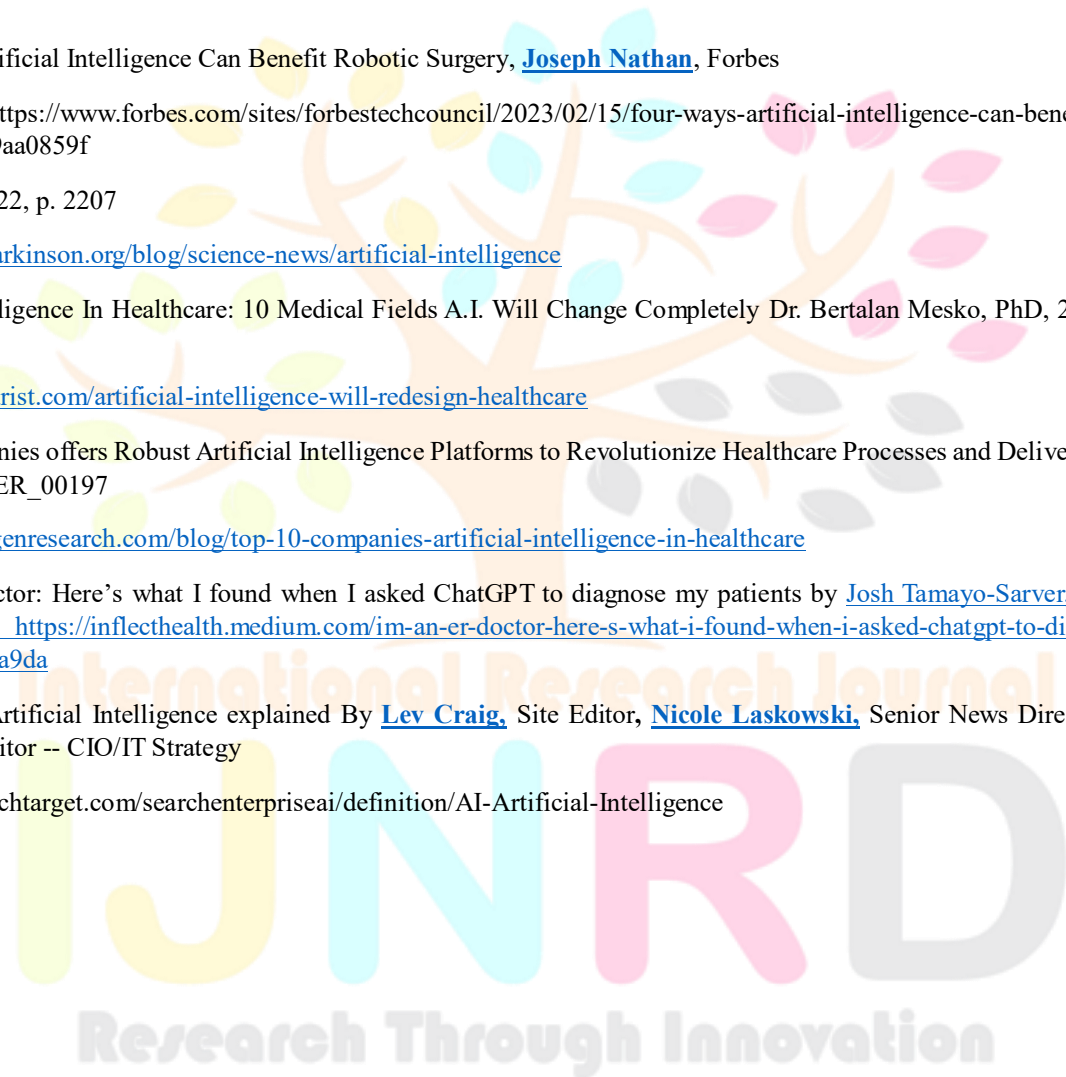 ificial Intelligence Can Benefit Robotic Surgery, Joseph Nathan, Forbes
ttps://www.forbes.com/sites/forbestechcouncil/2023/02/15/four-ways-artificial-intelligence-can-bene
9aa0859f
22, p. 2207
arkinson.org/blog/science-news/artificial-intelligence
lligence In Healthcare: 10 Medical Fields A.I. Will Change Completely Dr. Bertalan Mesko, PhD, 2
rist.com/artificial-intelligence-will-redesign-healthcare
nies offers Robust Artificial Intelligence Platforms to Revolutionize Healthcare Processes and Delive
ER_00197
genresearch.com/blog/top-10-companies-artificial-intelligence-in-healthcare
ctor: Here’s what I found when I asked ChatGPT to diagnose my patients by Josh Tamayo-Sarver,
https://inflecthealth.medium.com/im-an-er-doctor-here-s-what-i-found-when-i-asked-chatgpt-to-di
a9da
International Research Journal
Artificial Intelligence explained By Lev Craig, Site Editor, Nicole Laskowski, Senior News Dire
itor -- CIO/IT Strategy
chtarget.com/searchenterpriseai/definition/AI-Artificial-Intelligence
IJNRD
Research Through Innovation